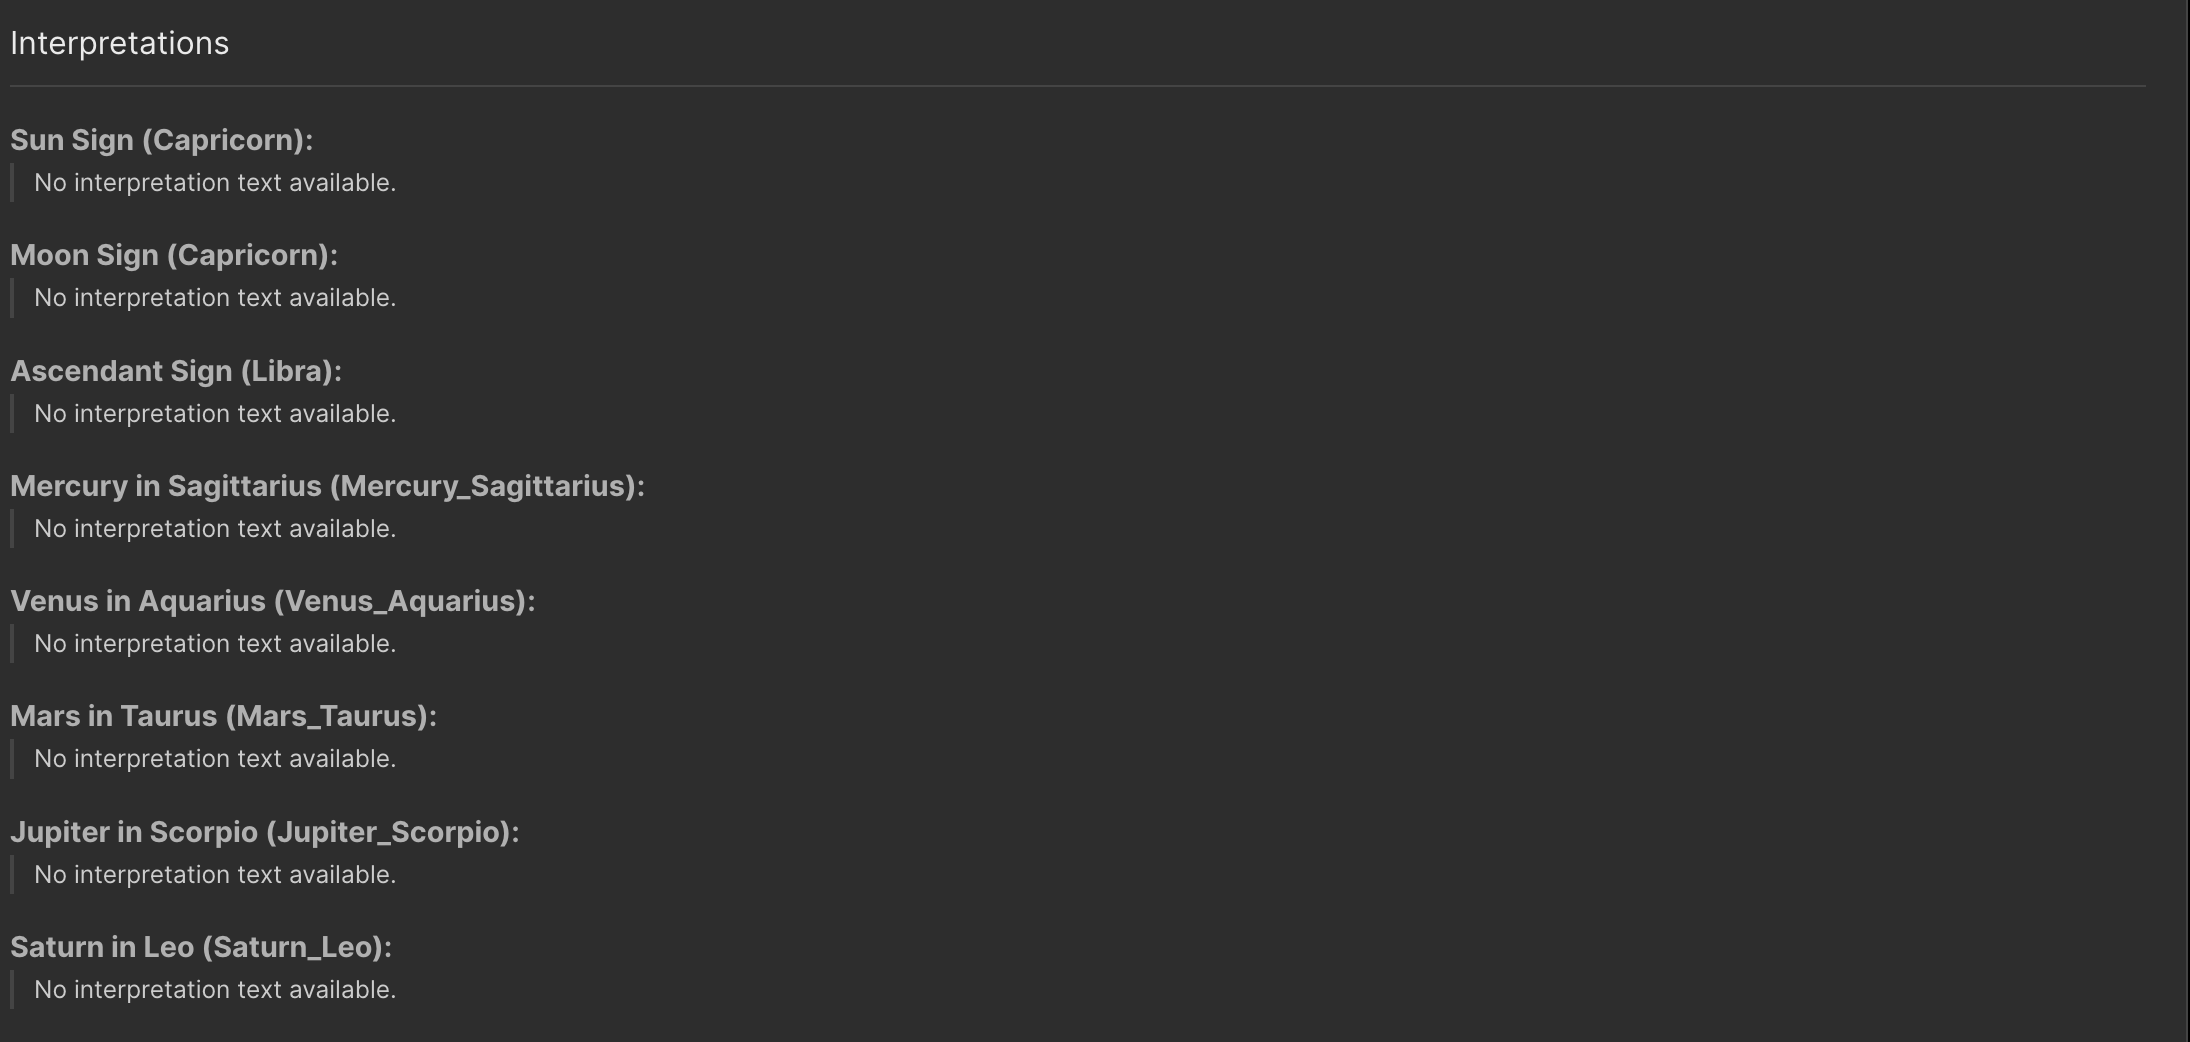 Interpretations
Sun Sign (Capricorn):
No interpretation text available.
Moon Sign (Capricorn):
No interpretation text available.
Ascendant Sign (Libra):
No interpretation text available.
Mercury in Sagittarius (Mercury_Sagittarius):
No interpretation text available.
Venus in Aquarius (Venus_Aquarius):
No interpretation text available.
Mars in Taurus (Mars_Taurus):
No interpretation text available.
Jupiter in Scorpio (Jupiter_Scorpio):
No interpretation text available.
Saturn in Leo (Saturn_Leo):
No interpretation text available.